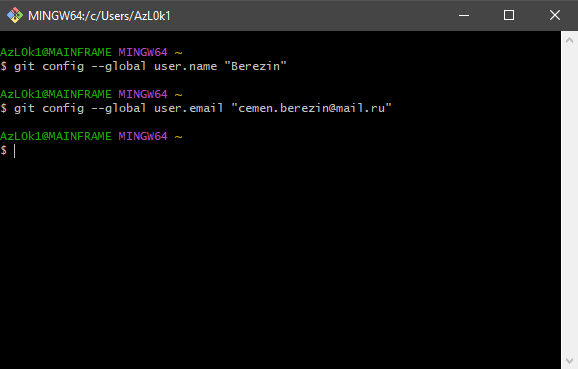 MINGW64:/c/Users/AzL0k1
AzL0k1@MAINFRAME MINGW64 ~
$ git config --global user.name "Berezin"
AzL0k1@MAINFRAME MINGW64 ~
$ git config --global user.email "cemen.berezin@mail.ru"
AzL0k1@MAINFRAME MINGW64 ~
$